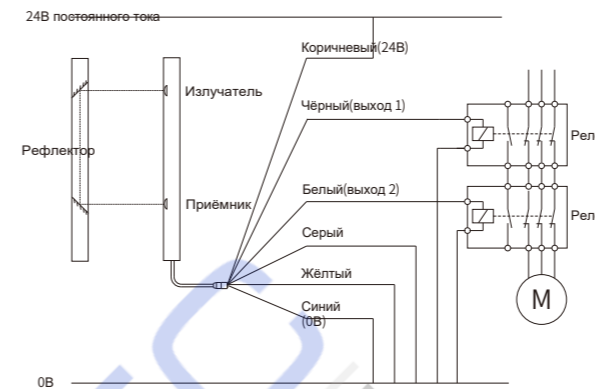 24В постоянного тока
Коричневый(24В)
Излучатель
Чёрный(выход 1)
Рел
Рефлектор
Белый(выход 2)
Приёмник
Рел
Серый
Жёлтый
M
Синий
(0В)
0В